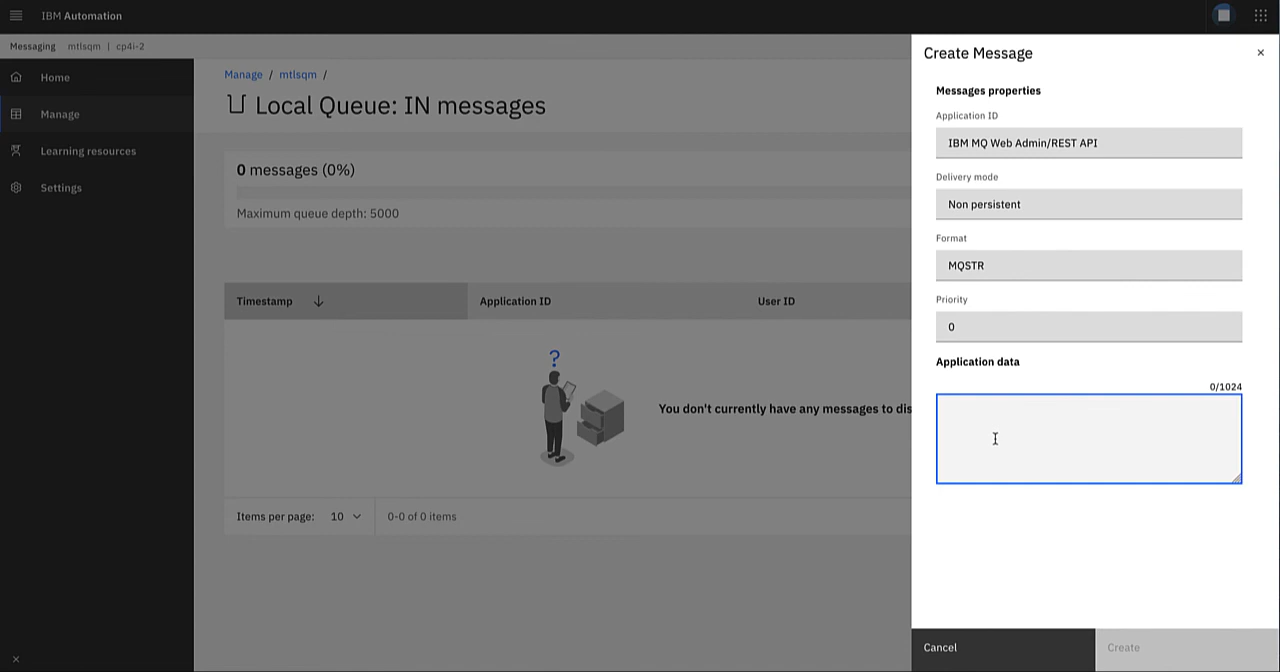 IBM Automation
Messaging mtlsqm | cp4i-2
Home
Manage
Learning resources
Settings
Manage / mtlsqm /
Local Queue: IN messages
0 messages (0%)
Maximum queue depth: 5000
Timestamp Application ID User ID
?
You don't currently have any messages to dis
Items per page: 10 0-0 of 0 items
Create Message
Messages properties
Application ID
IBM MQ Web Admin/REST API
Delivery mode
Non persistent
Format
MQSTR
Priority
0
Application data
0/1024
Cancel Create